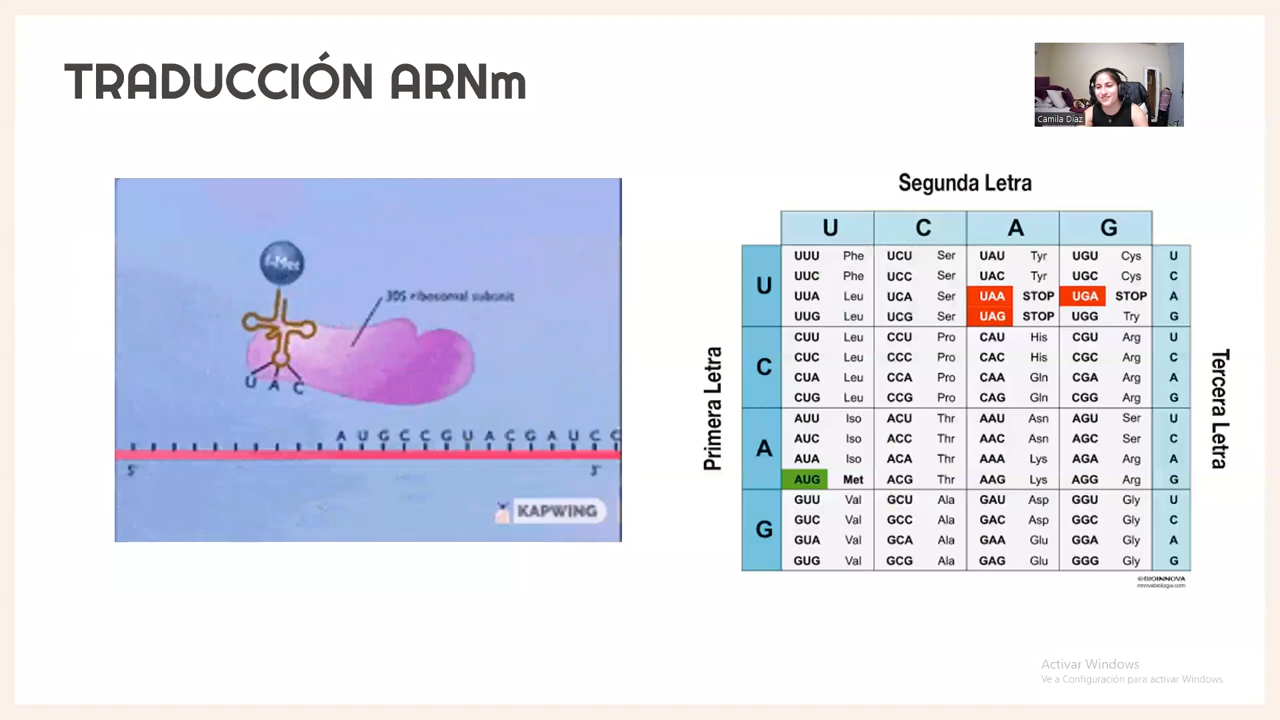 TRADUCCIÓN ARNm
Camila Diaz
f-Met
30S ribosomal subunit
U A C
A U G C C G U A C G A U C C
5' 3'
KAPWING
Segunda Letra
U C A G
Primera Letra
Tercera Letra
U UUU Phe UCU Ser UAU Tyr UGU Cys U
UUC Phe UCC Ser UAC Tyr UGC Cys C
UUA Leu UCA Ser UAA STOP UGA STOP A
UUG Leu UCG Ser UAG STOP UGG Try G
C CUU Leu CCU Pro CAU His CGU Arg U
CUC Leu CCC Pro CAC His CGC Arg C
CUA Leu CCA Pro CAA Gln CGA Arg A
CUG Leu CCG Pro CAG Gln CGG Arg G
A AUU Iso ACU Thr AAU Asn AGU Ser U
AUC Iso ACC Thr AAC Asn AGC Ser C
AUA Iso ACA Thr AAA Lys AGA Arg A
AUG Met ACG Thr AAG Lys AGG Arg G
G GUU Val GCU Ala GAU Asp GGU Gly U
GUC Val GCC Ala GAC Asp GGC Gly C
GUA Val GCA Ala GAA Glu GGA Gly A
GUG Val GCG Ala GAG Glu GGG Gly G
©BIOINNOVA
innovabiologia.com
Activar Windows
Ve a Configuración para activar Windows.